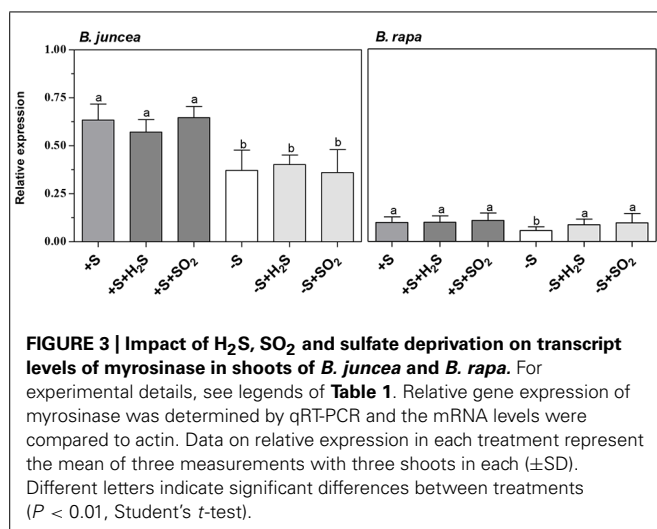 B. juncea
B. rapa
1.00
0.75
0.50
0.25
0.00
Relative expression
a
a
a
b
b
b
a
a
a
b
a
a
+S
+S+H2S
+S+SO2
-S
-S+H2S
-S+SO2
+S
+S+H2S
+S+SO2
-S
-S+H2S
-S+SO2
FIGURE 3 | Impact of H2S, SO2 and sulfate deprivation on transcript
levels of myrosinase in shoots of B. juncea and B. rapa. For
experimental details, see legends of Table 1. Relative gene expression of
myrosinase was determined by qRT-PCR and the mRNA levels were
compared to actin. Data on relative expression in each treatment represent
the mean of three measurements with three shoots in each (±SD).
Different letters indicate significant differences between treatments
(P < 0.01, Student's t-test).